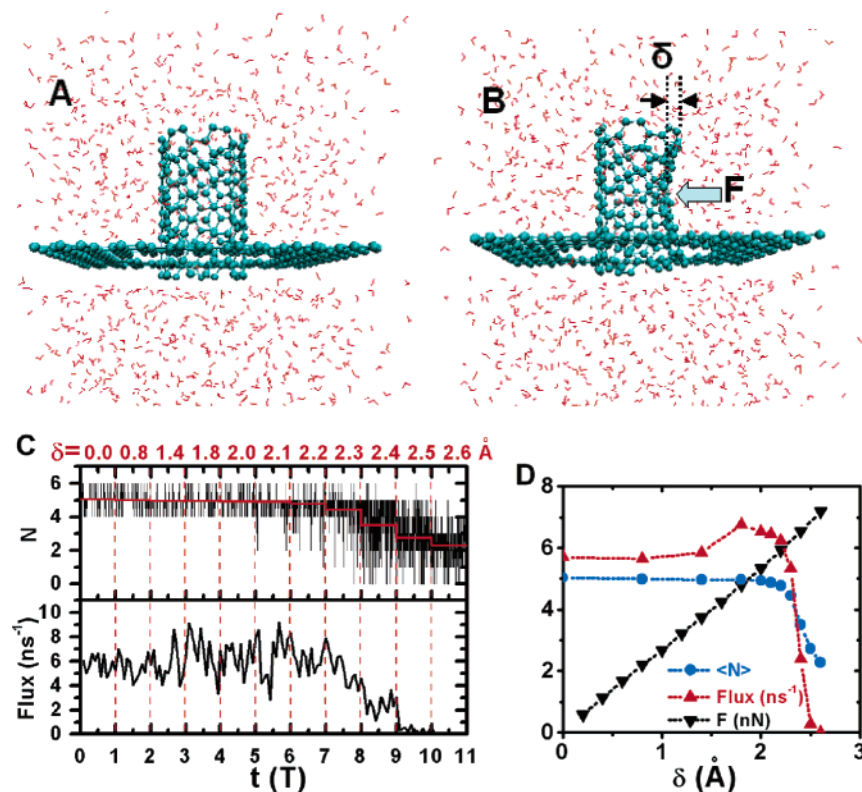 A
B
δ
F
C
δ= 0.0 0.8 1.4 1.8 2.0 2.1 2.2 2.3 2.4 2.5 2.6 Å
6
4
2
0
N
10
8
6
4
2
0
Flux (ns⁻¹)
0 1 2 3 4 5 6 7 8 9 10 11
t (T)
D
8
6
4
2
0
<N>
Flux (ns⁻¹)
F (nN)
0 1 2 3
δ (Å)